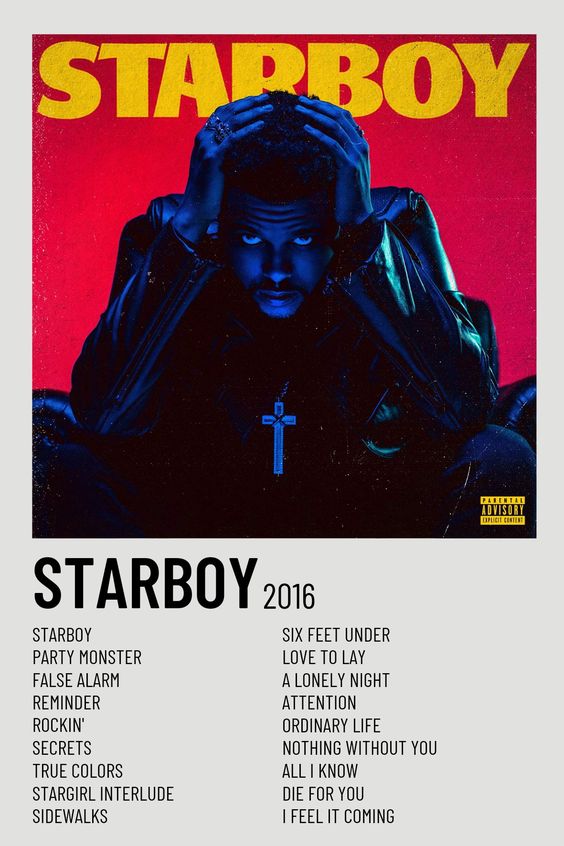 STARBOY
PARENTAL
ADVISORY
EXPLICIT CONTENT
STARBOY 2016
STARBOY
PARTY MONSTER
FALSE ALARM
REMINDER
ROCKIN'
SECRETS
TRUE COLORS
STARGIRL INTERLUDE
SIDEWALKS
SIX FEET UNDER
LOVE TO LAY
A LONELY NIGHT
ATTENTION
ORDINARY LIFE
NOTHING WITHOUT YOU
ALL I KNOW
DIE FOR YOU
I FEEL IT COMING